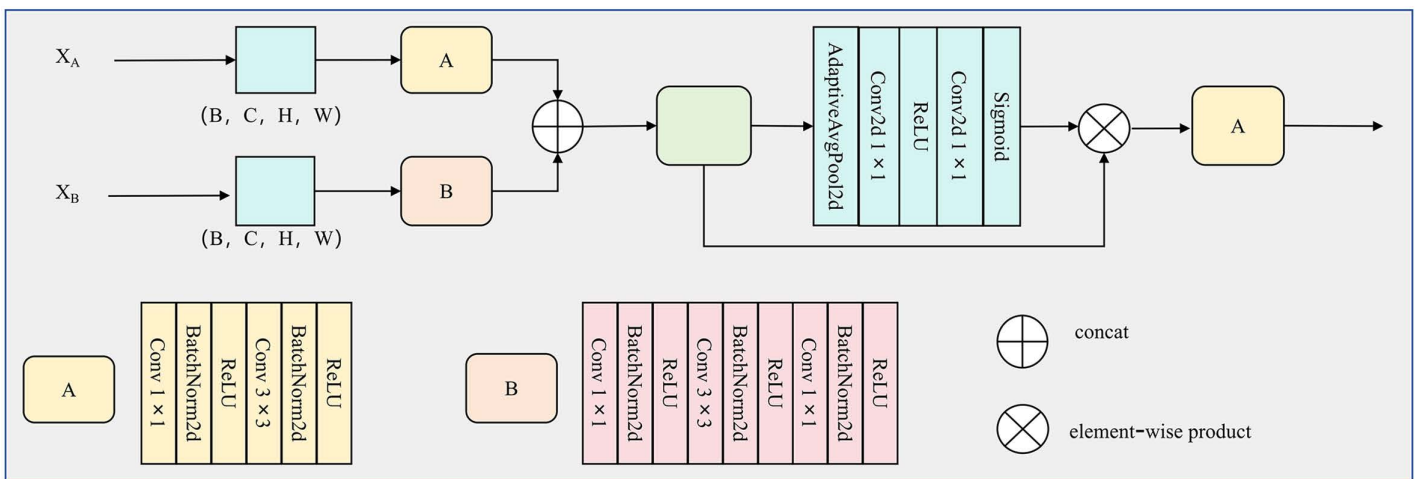 X_A
(B, C, H, W)
A
X_B
(B, C, H, W)
B
AdaptiveAvgPool2d
Conv2d 1×1
ReLU
Conv2d 1×1
Sigmoid
A
A
Conv 1×1
BatchNorm2d
ReLU
Conv 3×3
BatchNorm2d
ReLU
B
Conv 1×1
BatchNorm2d
ReLU
Conv 3×3
BatchNorm2d
ReLU
Conv 1×1
BatchNorm2d
ReLU
concat
element-wise product